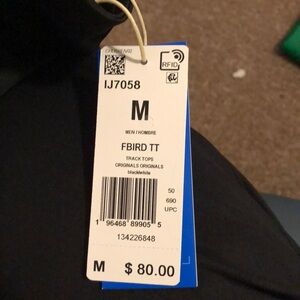 RFID
IJ7058
M
MEN / HOMBRE
FBIRD TT
TRACK TOPS
ORIGINALS ORIGINALS
black/white
50
690
UPC
1 96468 89905 5
134226848
M $ 80.00